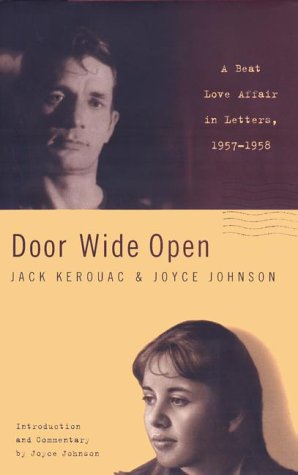 A Beat
Love Affair
in Letters,
1957–1958
Door Wide Open
JACK KEROUAC & JOYCE JOHNSON
Introduction
and Commentary
by Joyce Johnson